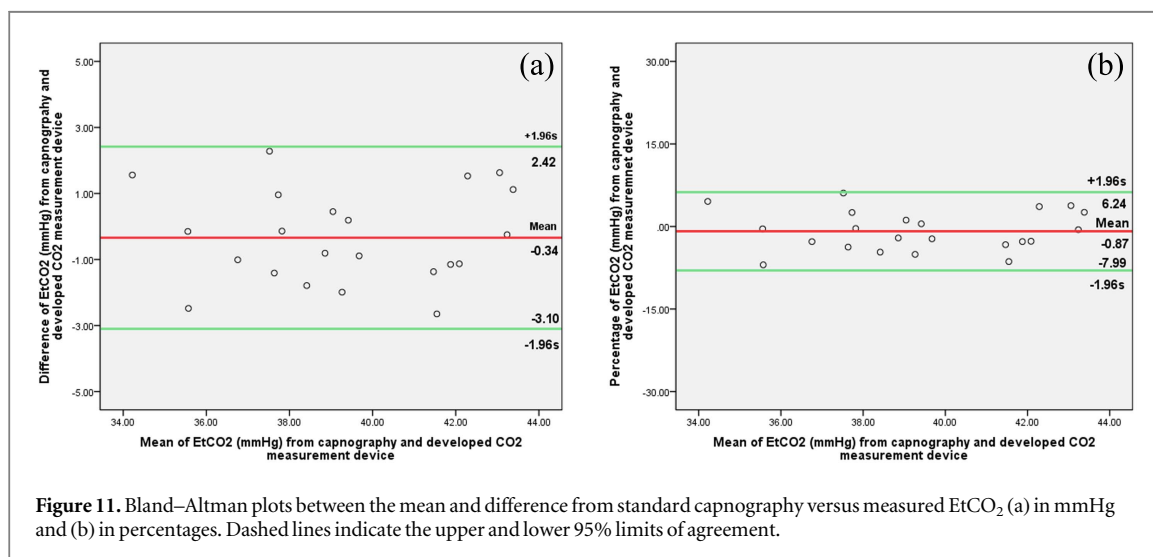 (a)
Difference of EtCO2 (mmHg) from capnogrpahy and
developed CO2 measurement device
5.00
3.00
1.00
-1.00
-3.00
-5.00
+1.96s
2.42
Mean
-0.34
-3.10
-1.96s
34.00 36.00 38.00 40.00 42.00 44.00
Mean of EtCO2 (mmHg) from capnography and developed CO2
measurement device
(b)
Percentage of EtCO2 (mmHg) from capnography and
developed CO2 measuremnet device
30.00
15.00
.00
-15.00
-30.00
+1.96s
6.24
Mean
-0.87
-7.99
-1.96s
34.00 36.00 38.00 40.00 42.00 44.00
Mean of EtCO2 (mmHg) from capnography and developed CO2
measurement device
Figure 11. Bland–Altman plots between the mean and difference from standard capnography versus measured EtCO₂ (a) in mmHg
and (b) in percentages. Dashed lines indicate the upper and lower 95% limits of agreement.